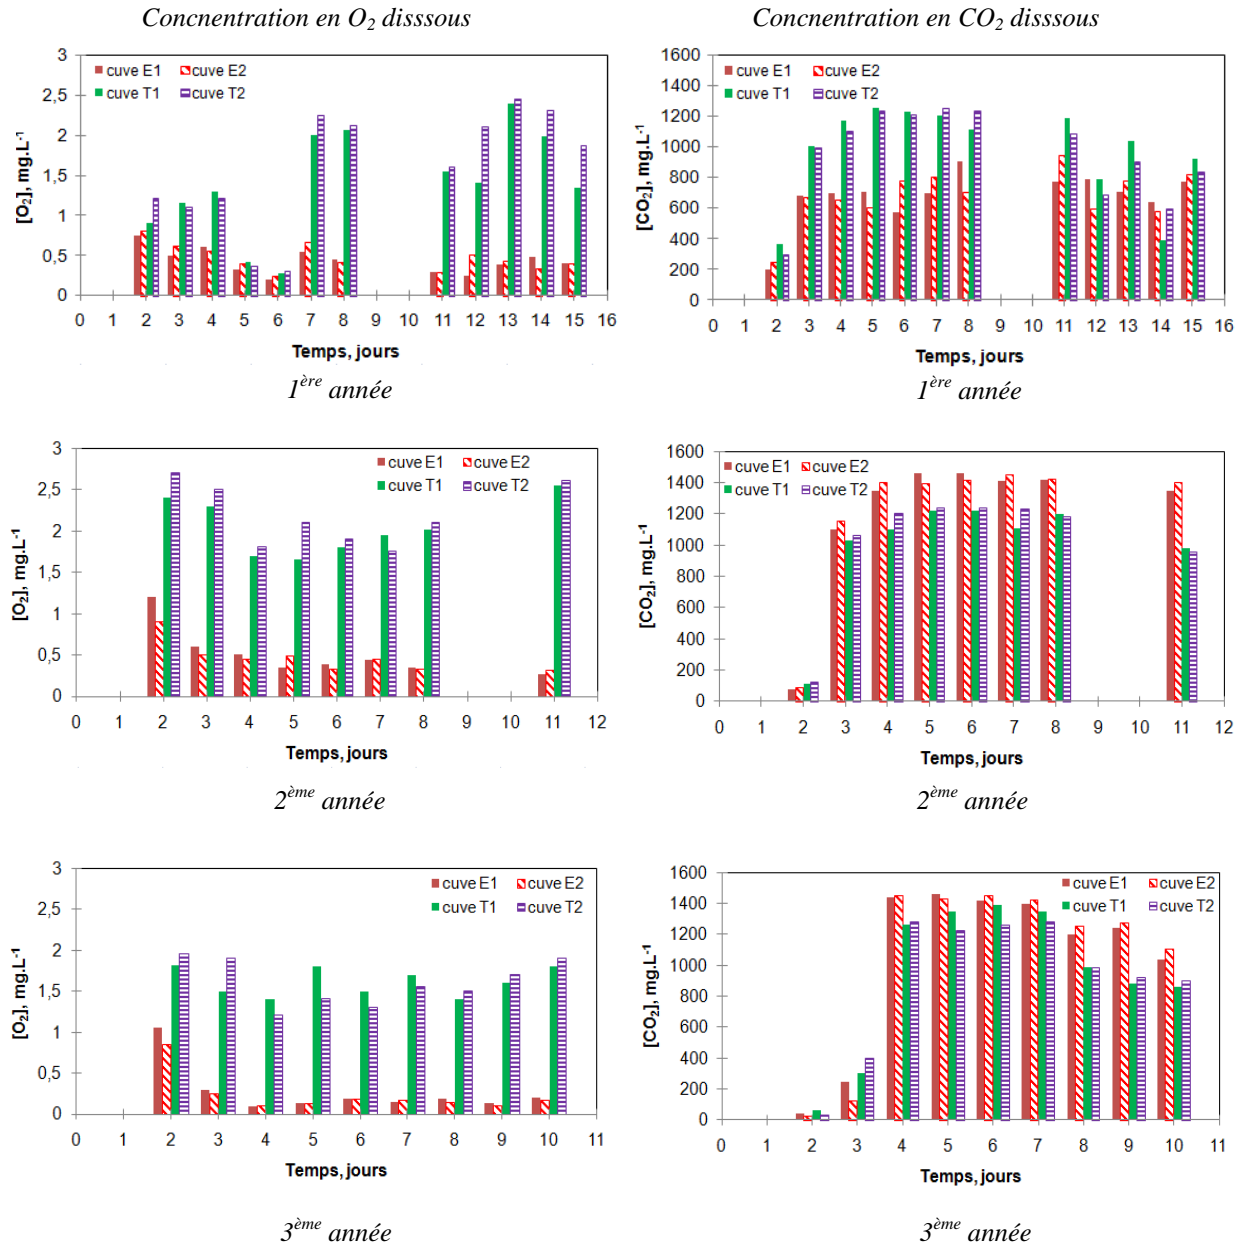 Concnentration en O₂ disssous
Concnentration en CO₂ disssous
3
2,5
2
1,5
1
0,5
0
[O₂], mg.L⁻¹
cuve E1 cuve E2
cuve T1 cuve T2
0 1 2 3 4 5 6 7 8 9 10 11 12 13 14 15 16
Temps, jours
1ère année
1600
1400
1200
1000
800
600
400
200
0
[CO₂], mg.L⁻¹
cuve E1 cuve E2
cuve T1 cuve T2
0 1 2 3 4 5 6 7 8 9 10 11 12 13 14 15 16
Temps, jours
1ère année
3
2,5
2
1,5
1
0,5
0
[O₂], mg.L⁻¹
cuve E1 cuve E2
cuve T1 cuve T2
0 1 2 3 4 5 6 7 8 9 10 11 12
Temps, jours
2ème année
1600
1400
1200
1000
800
600
400
200
0
[CO₂], mg.L⁻¹
cuve E1 cuve E2
cuve T1 cuve T2
0 1 2 3 4 5 6 7 8 9 10 11 12
Temps, jours
2ème année
3
2,5
2
1,5
1
0,5
0
[O₂], mg.L⁻¹
cuve E1 cuve E2
cuve T1 cuve T2
0 1 2 3 4 5 6 7 8 9 10 11
Temps, jours
3ème année
1600
1400
1200
1000
800
600
400
200
0
[CO₂], mg.L⁻¹
cuve E1 cuve E2
cuve T1 cuve T2
0 1 2 3 4 5 6 7 8 9 10 11
Temps, jours
3ème année